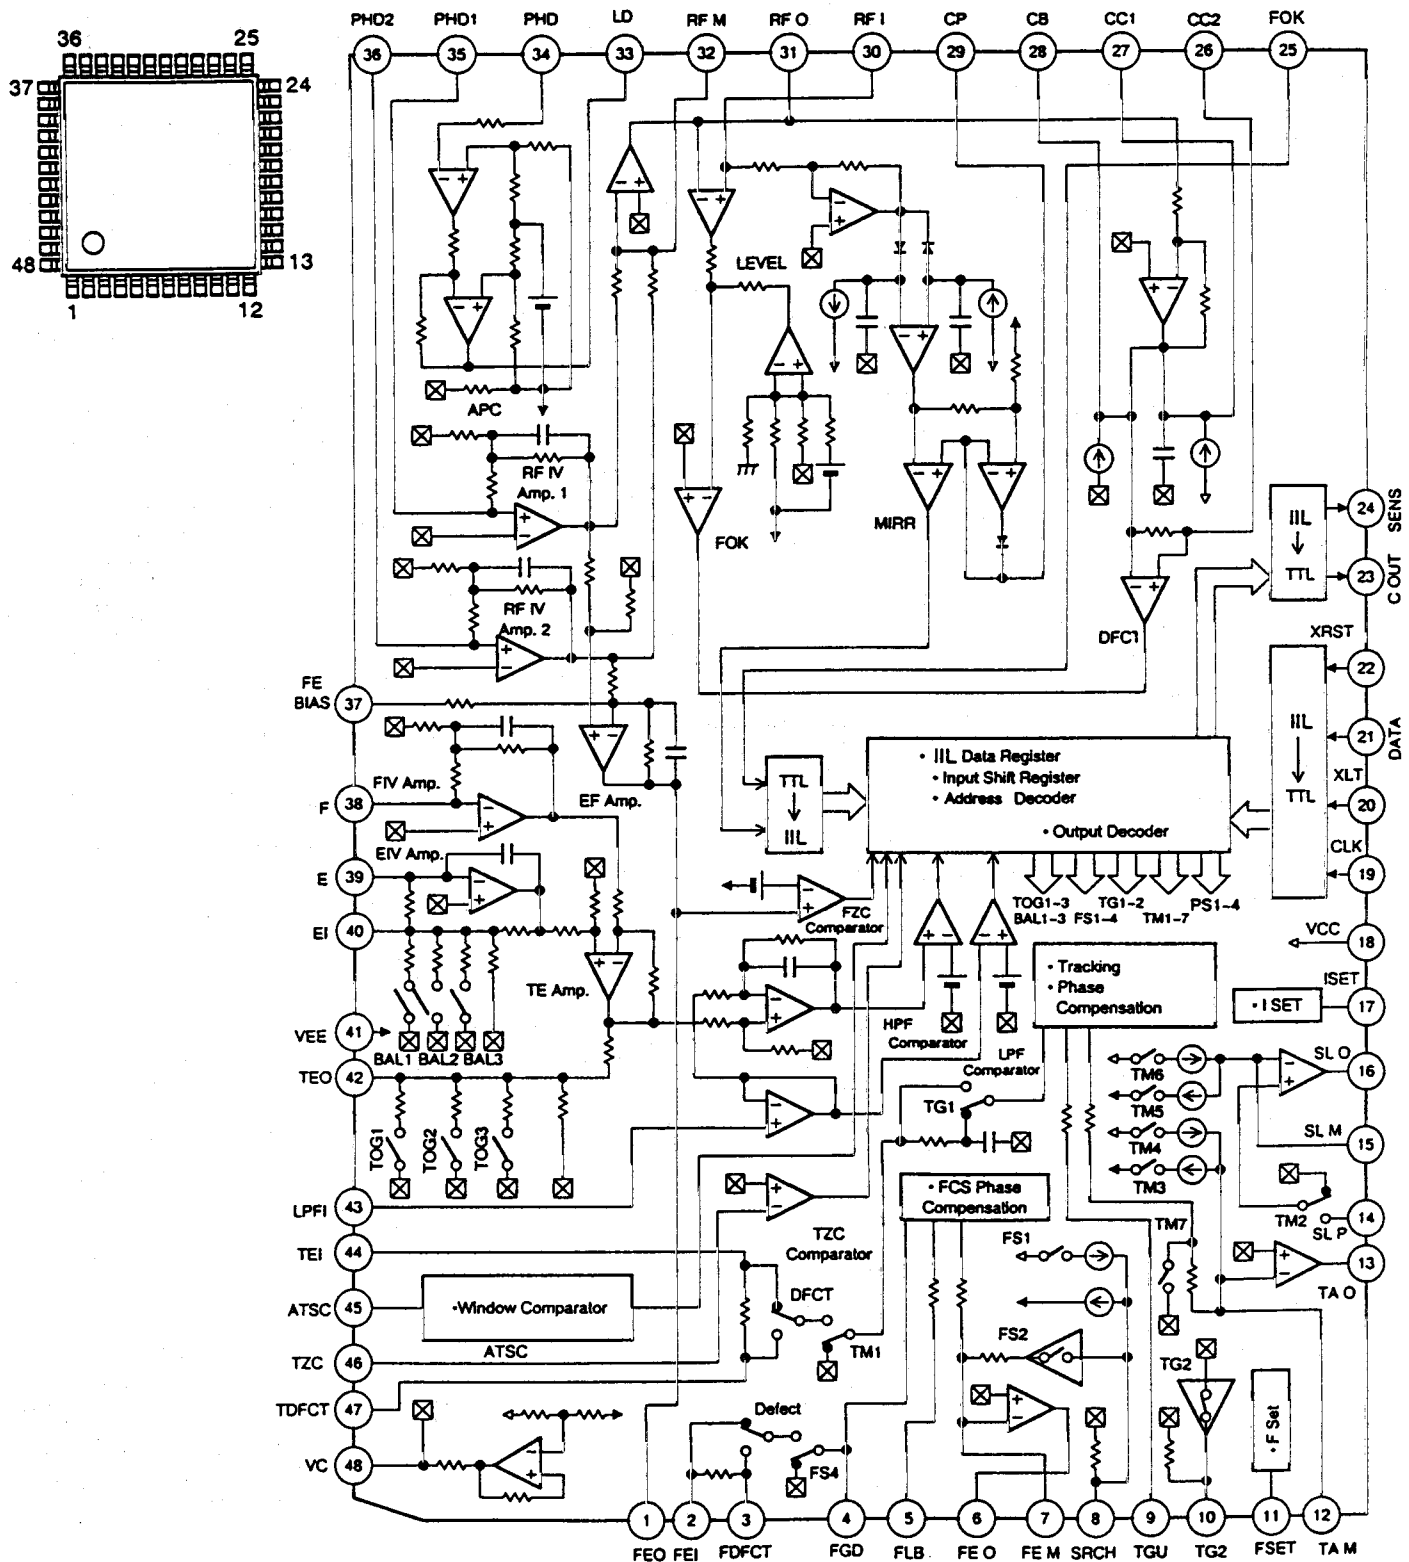 PHD2 PHD1 PHD LD RF M RF O RF I CP CB CC1 CC2 FOK
36 35 34 33 32 31 30 29 28 27 26 25
36 25
37 24
48 13
1 12
LEVEL
APC
RF IV
Amp. 1
MIRR
FOK
IIL
TTL
24 SENS
23 C OUT
RF IV
Amp. 2
DFCT
XRST
22
FE
BIAS 37
IIL
TTL
21 DATA
XLT
20
CLK
19
TTL
IIL
• IIL Data Register
• Input Shift Register
• Address Decoder
• Output Decoder
FIV Amp.
F 38
EF Amp.
EIV Amp.
E 39
FZC
Comparator
TOG1-3 TG1-2 PS1-4
BAL1-3 FS1-4 TM1-7
EI 40
VCC
18
TE Amp.
• Tracking
• Phase
Compensation
ISET
17
• I SET
VEE 41
BAL1 BAL2 BAL3
HPF
Comparator
LPF
Comparator
TEO 42
TM6
SL O
16
TM5
TG1
TOG1 TOG2 TOG3
TM4
SL M
15
TM3
• FCS Phase
Compensation
LPFI 43
TM2
14
SL P
TM7
TZC
Comparator
TEI 44
FS1
13
TA O
ATSC 45
• Window Comparator
ATSC
DFCT
TM1
FS2
TG2
TZC 46
TDFCT 47
Defect
FS4
• F Set
VC 48
1 2 3 4 5 6 7 8 9 10 11 12
FEO FEI FDFCT FGD FLB FE O FE M SRCH TGU TG2 FSET TA M